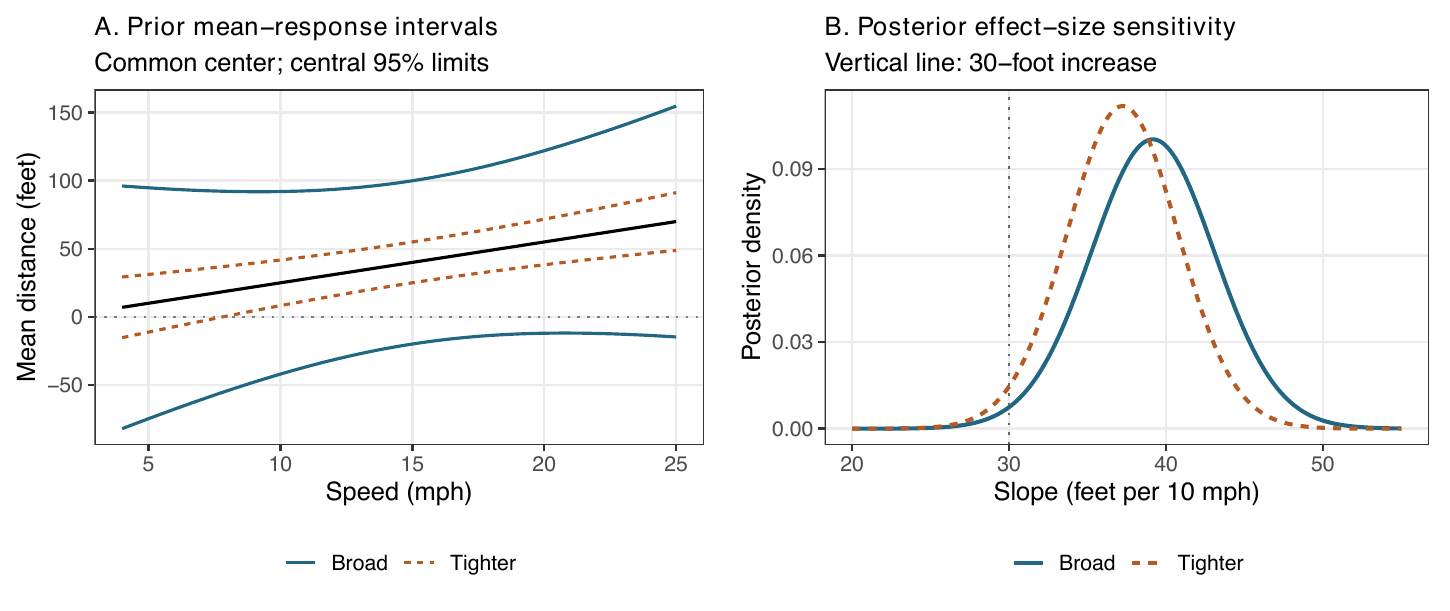 A. Prior mean−response intervals
Common center; central 95% limits
Mean distance (feet)
150
100
50
0
−50
5 10 15 20 25
Speed (mph)
Broad Tighter
B. Posterior effect−size sensitivity
Vertical line: 30−foot increase
Posterior density
0.09
0.06
0.03
0.00
20 30 40 50
Slope (feet per 10 mph)
Broad Tighter